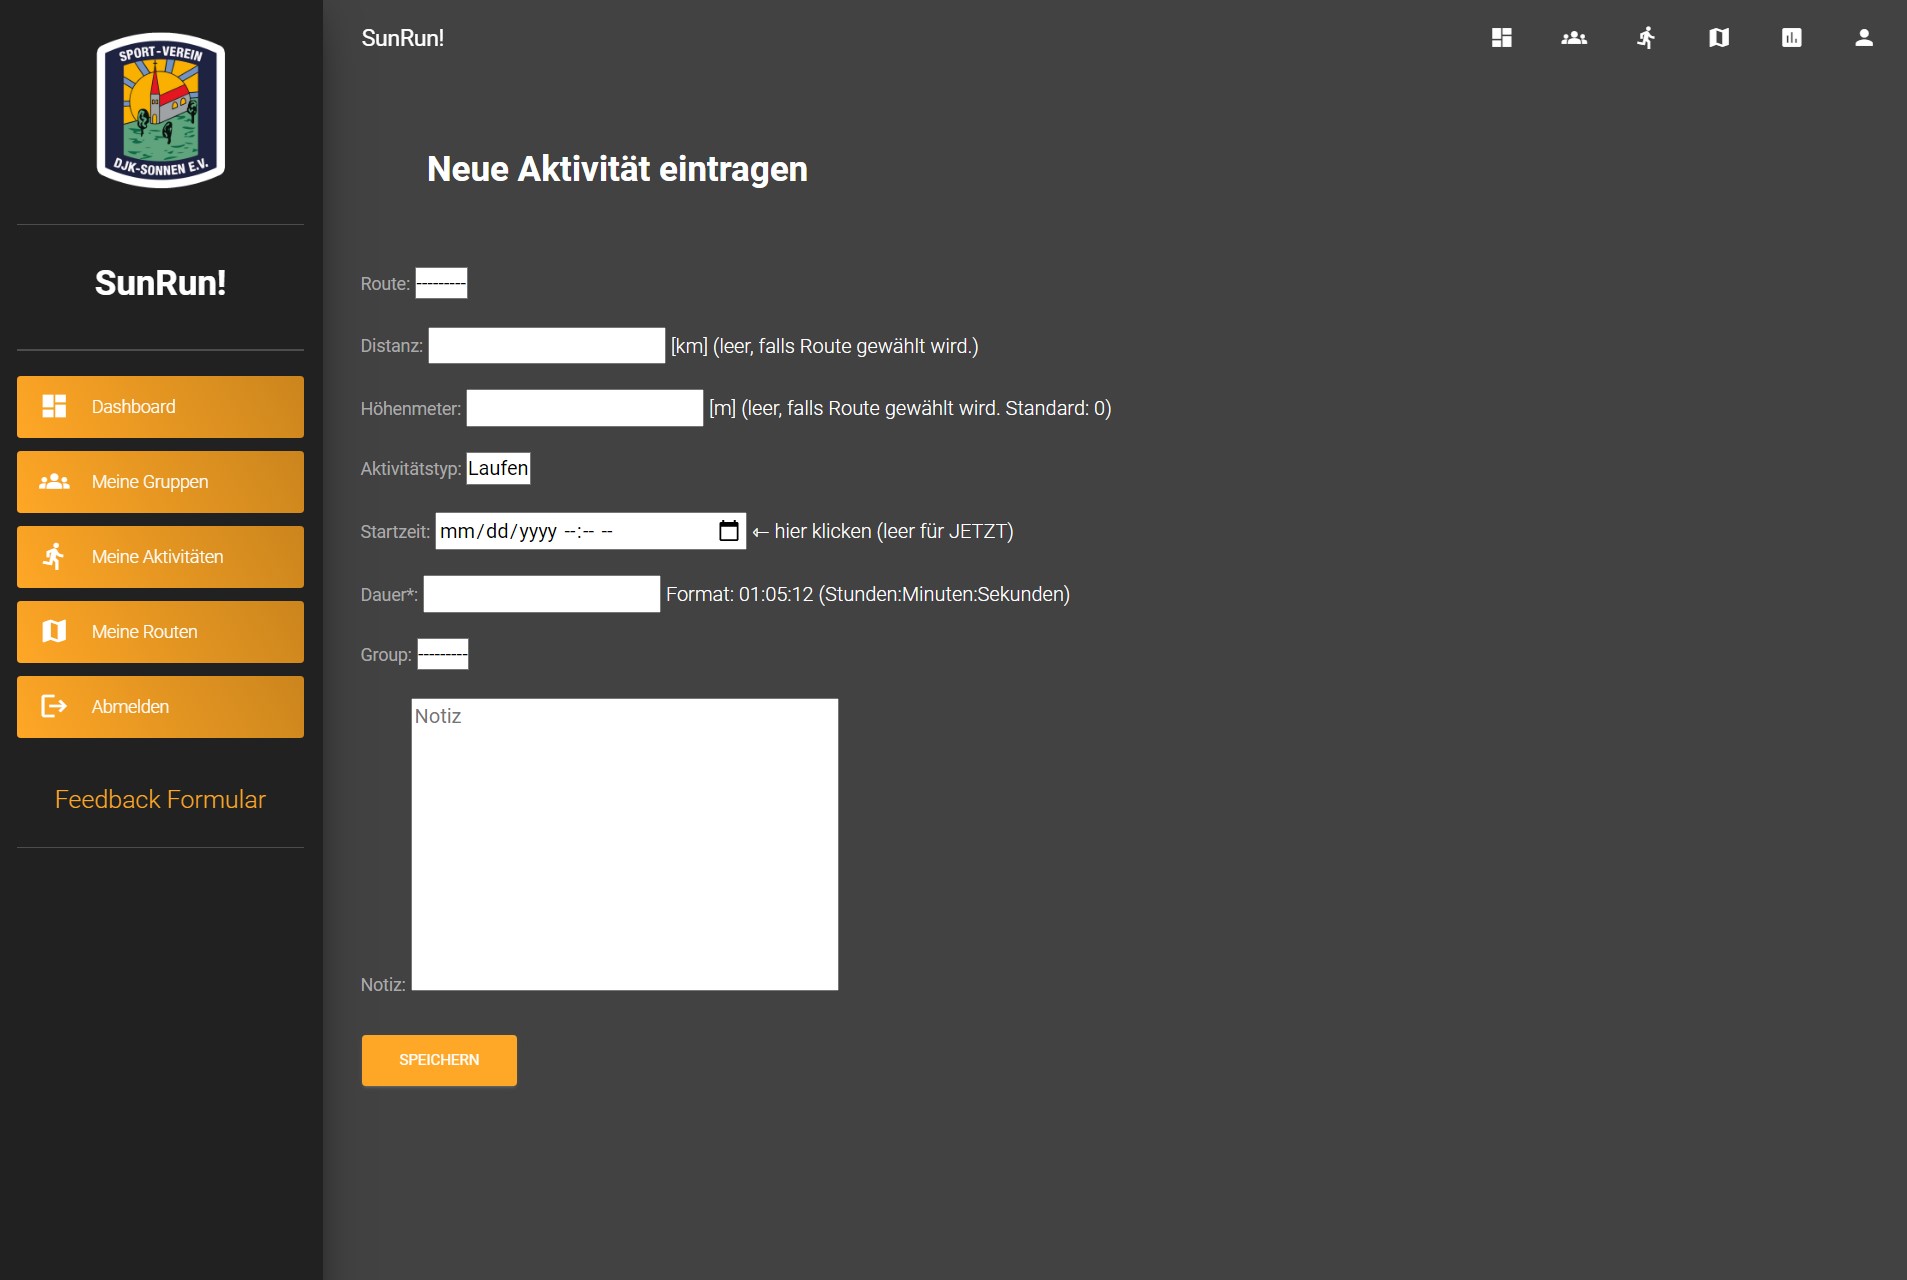 SPORT-VEREIN
DJK-SONNEN E.V.
SunRun!
Dashboard
Meine Gruppen
Meine Aktivitäten
Meine Routen
Abmelden
Feedback Formular
SunRun!
Neue Aktivität eintragen
Route: ---------
Distanz: [km] (leer, falls Route gewählt wird.)
Höhenmeter: [m] (leer, falls Route gewählt wird. Standard: 0)
Aktivitätstyp: Laufen
Startzeit: mm/dd/yyyy --:-- -- ← hier klicken (leer für JETZT)
Dauer*: Format: 01:05:12 (Stunden:Minuten:Sekunden)
Group: ---------
Notiz
Notiz:
SPEICHERN